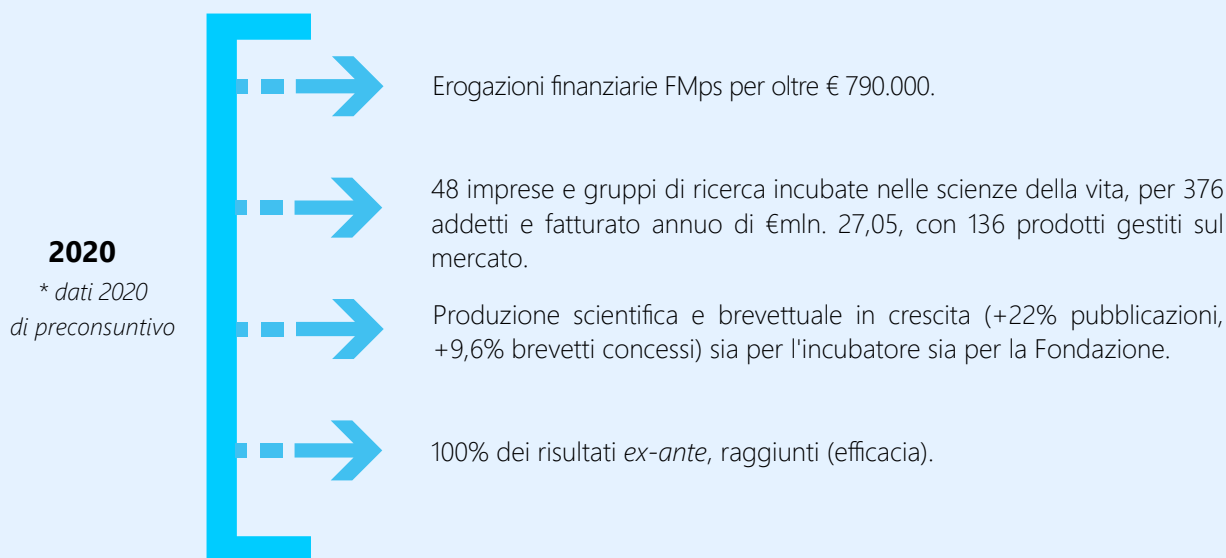 2020
* dati 2020
di preconsuntivo
Erogazioni finanziarie FMps per oltre € 790.000.
48 imprese e gruppi di ricerca incubate nelle scienze della vita, per 376
addetti e fatturato annuo di €mln. 27,05, con 136 prodotti gestiti sul
mercato.
Produzione scientifica e brevettuale in crescita (+22% pubblicazioni,
+9,6% brevetti concessi) sia per l'incubatore sia per la Fondazione.
100% dei risultati ex-ante, raggiunti (efficacia).